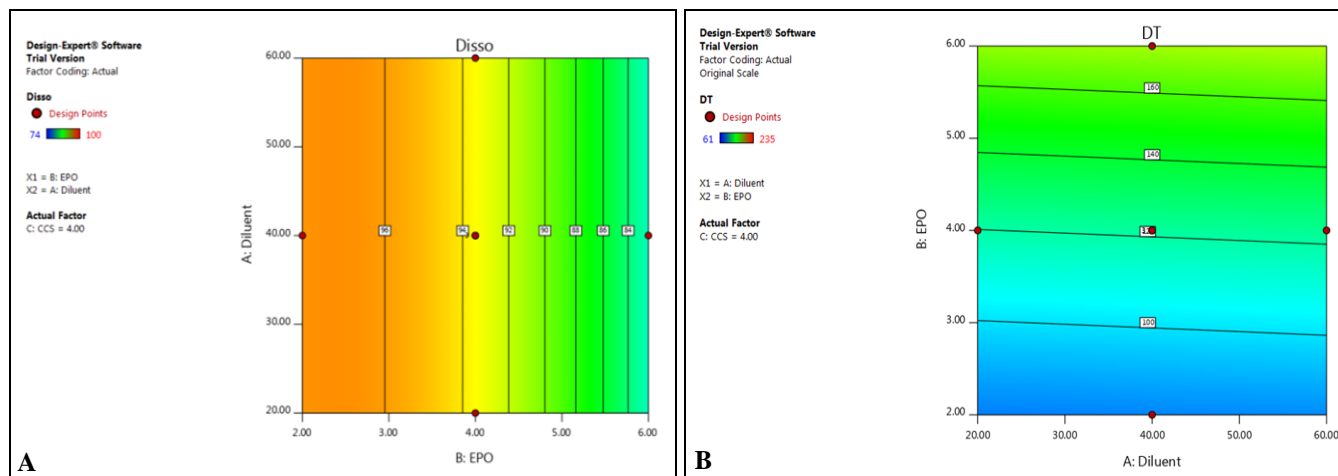 Design-Expert® Software
Trial Version
Factor Coding: Actual
Disso
Design Points
74 100
X1 = B: EPO
X2 = A: Diluent
Actual Factor
C: CCS = 4.00
Disso
60.00
50.00
40.00
30.00
20.00
A: Diluent
96 94 92 90 88 86 84
2.00 3.00 4.00 5.00 6.00
B: EPO
A
Design-Expert® Software
Trial Version
Factor Coding: Actual
Original Scale
DT
Design Points
61 235
X1 = A: Diluent
X2 = B: EPO
Actual Factor
C: CCS = 4.00
DT
6.00
5.00
4.00
3.00
2.00
B: EPO
160
140
100
20.00 30.00 40.00 50.00 60.00
A: Diluent
B